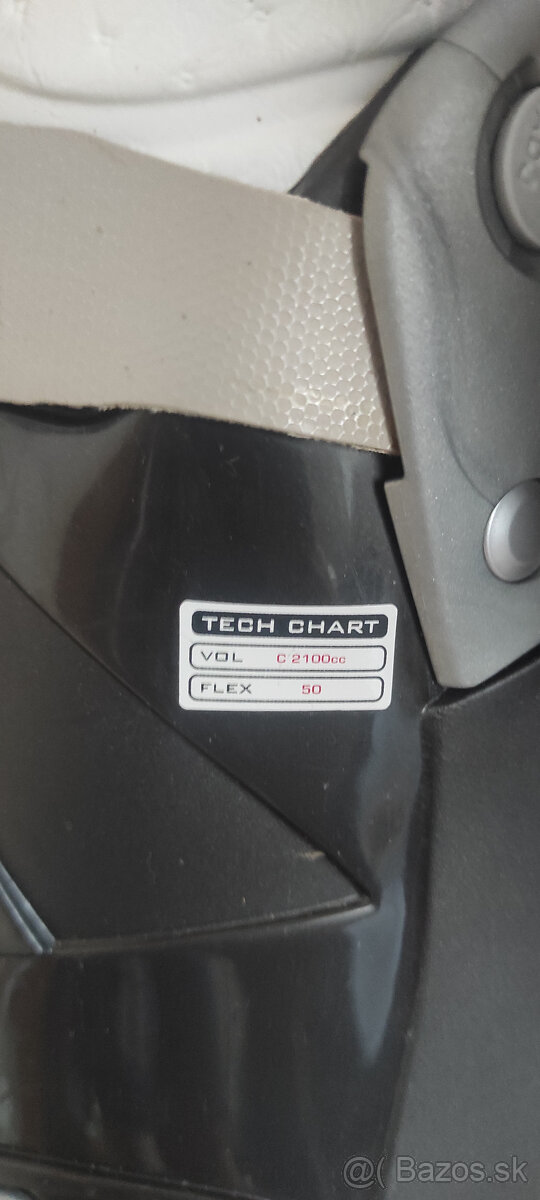 TECH CHART
VOL C 2100cc
FLEX 50
@( Bazos.sk